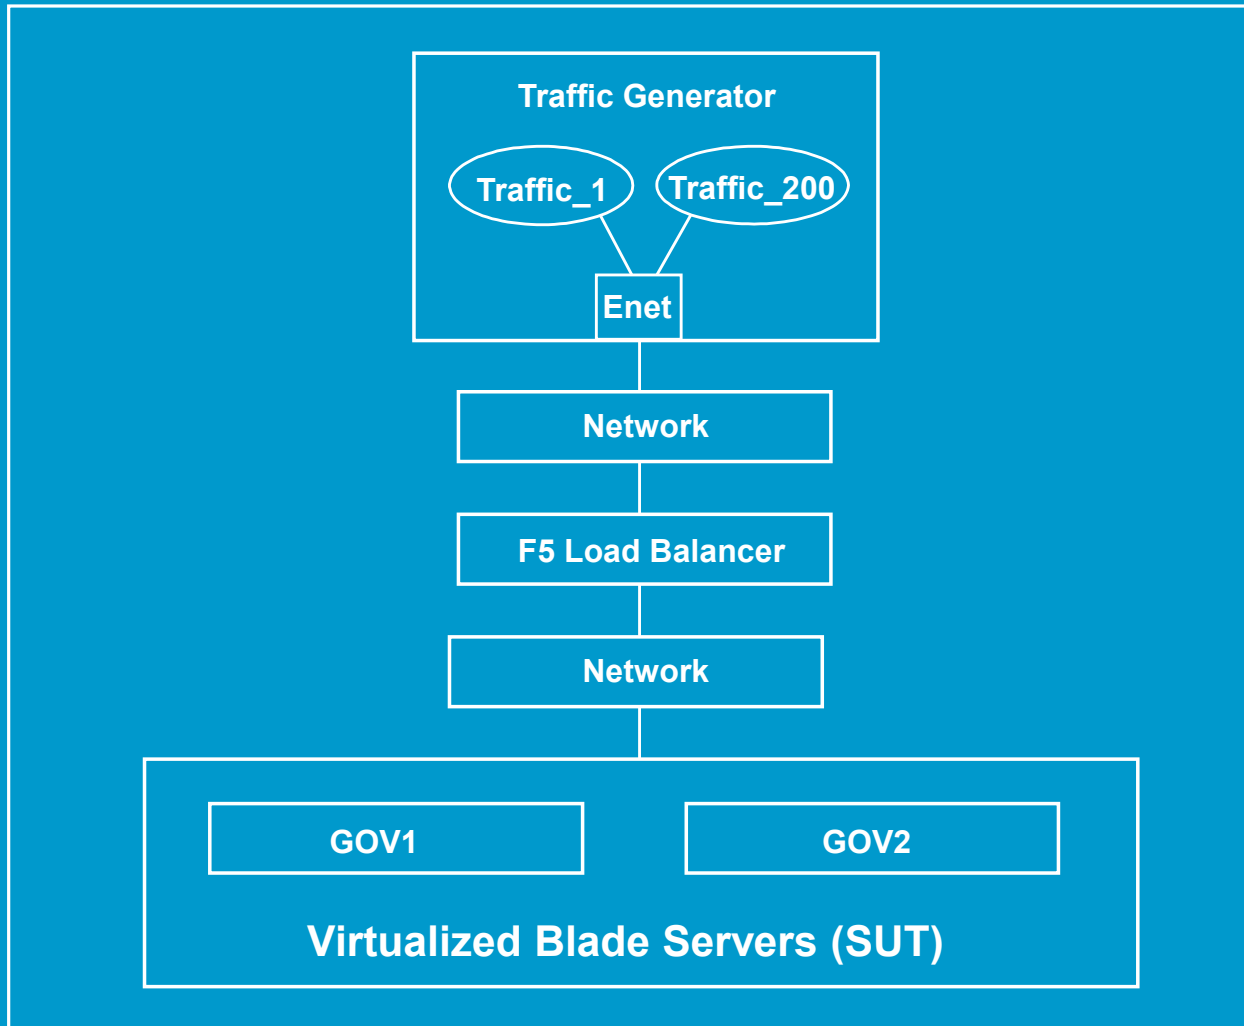 Traffic Generator
Traffic_1
Traffic_200
Enet
Network
F5 Load Balancer
Network
GOV1
GOV2
Virtualized Blade Servers (SUT)